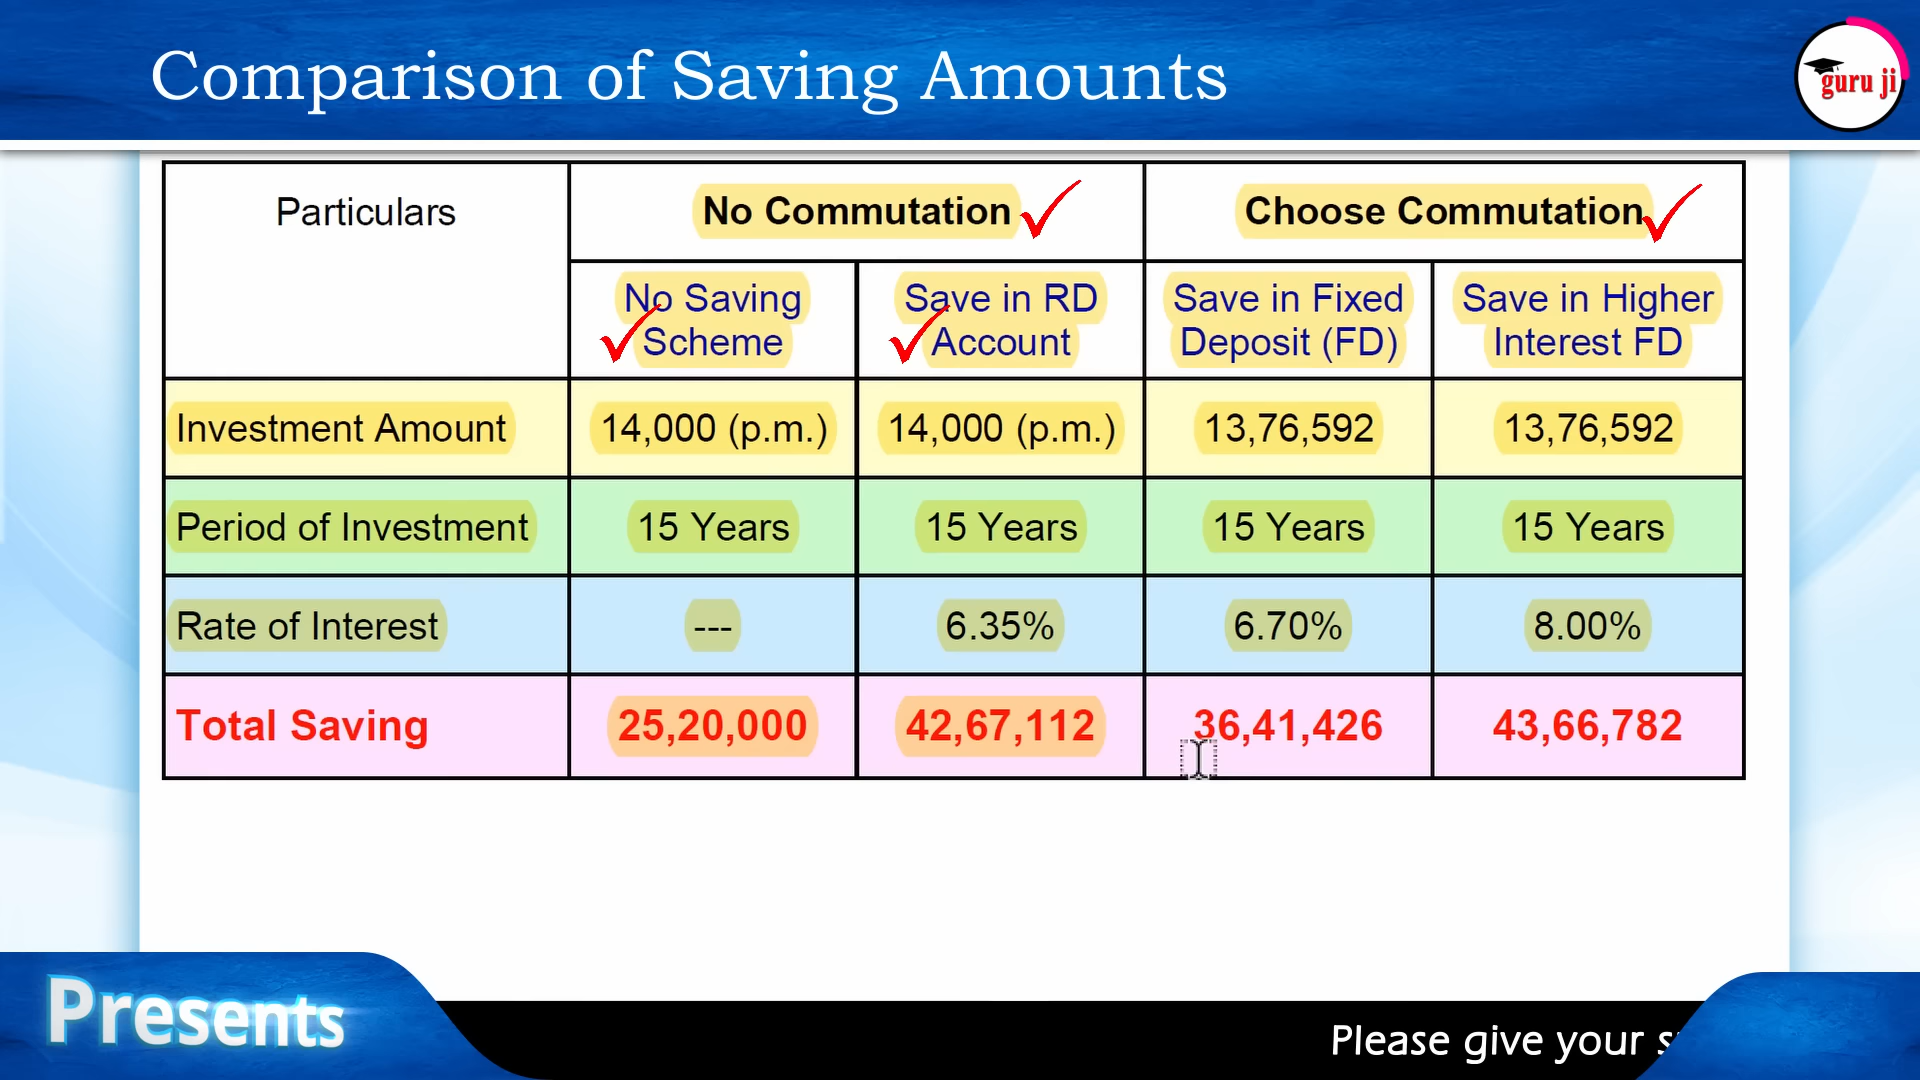 Comparison of Saving Amounts
guru ji
Particulars
No Commutation
Choose Commutation
No Saving
Scheme
Save in RD
Account
Save in Fixed
Deposit (FD)
Save in Higher
Interest FD
Investment Amount
14,000 (p.m.)
14,000 (p.m.)
13,76,592
13,76,592
Period of Investment
15 Years
15 Years
15 Years
15 Years
Rate of Interest
---
6.35%
6.70%
8.00%
Total Saving
25,20,000
42,67,112
36,41,426
43,66,782
Presents
Please give your